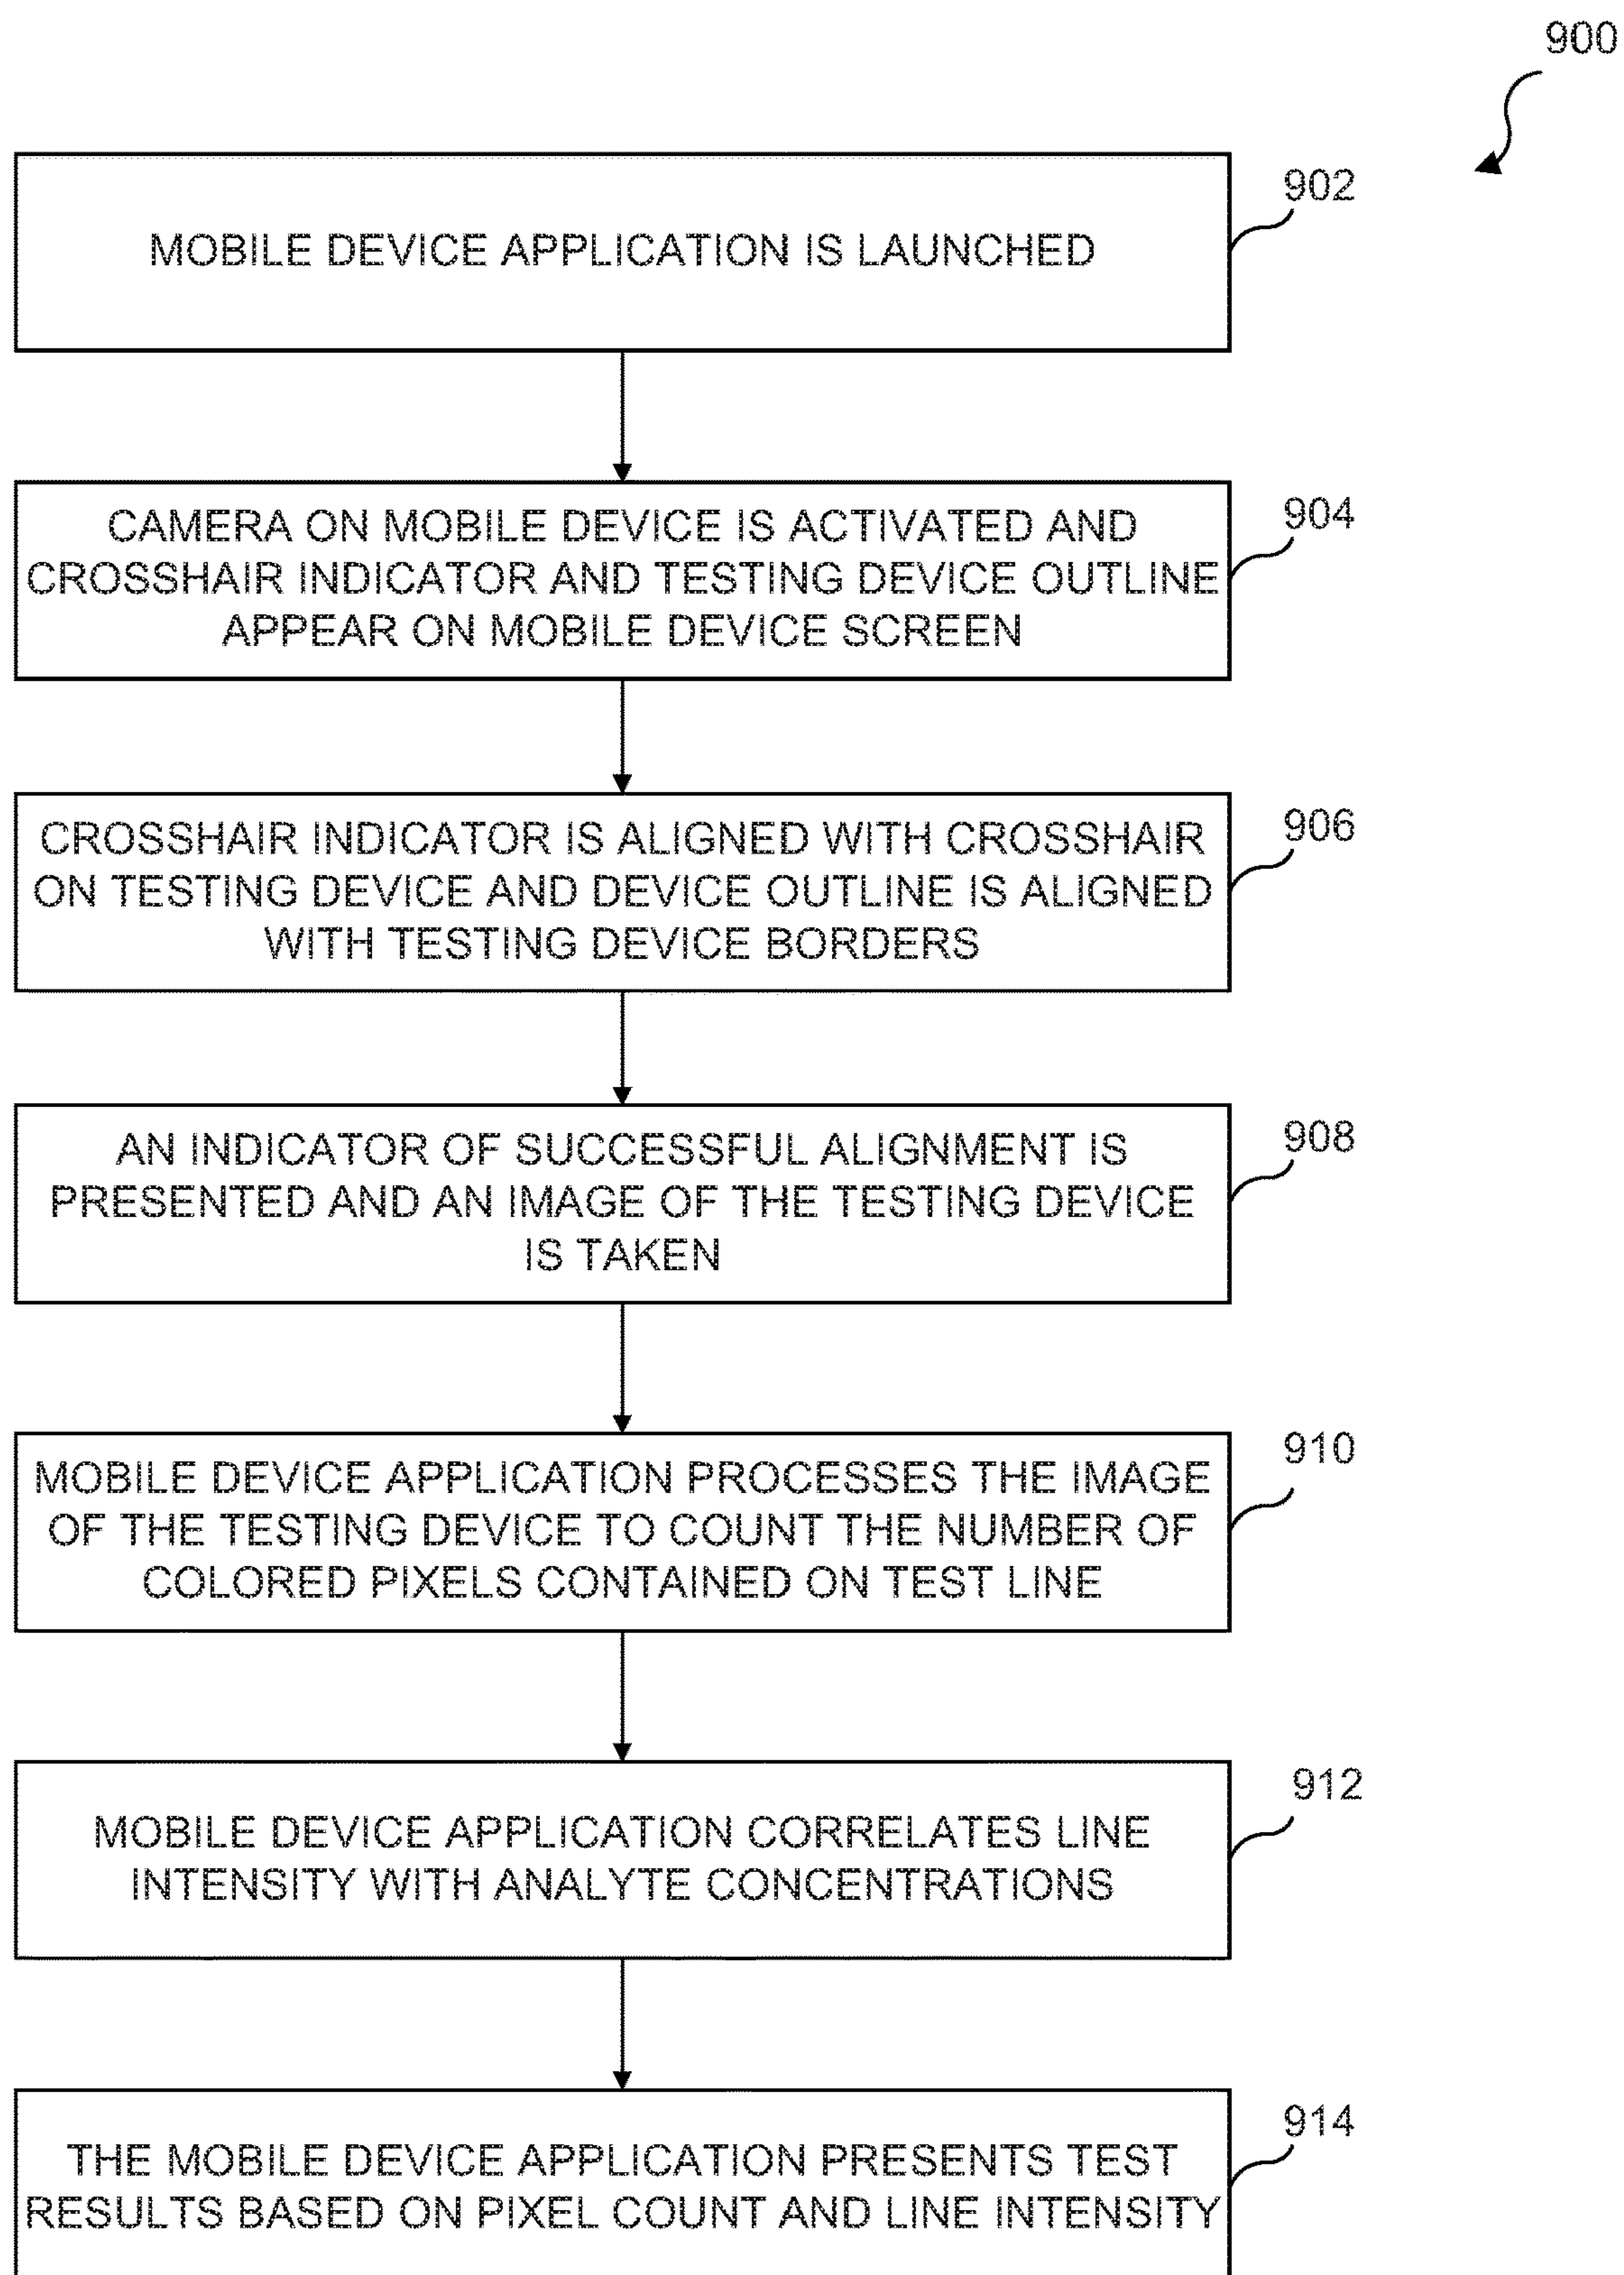 900
902
MOBILE DEVICE APPLICATION IS LAUNCHED
904
CAMERA ON MOBILE DEVICE IS ACTIVATED AND
CROSSHAIR INDICATOR AND TESTING DEVICE OUTLINE
APPEAR ON MOBILE DEVICE SCREEN
906
CROSSHAIR INDICATOR IS ALIGNED WITH CROSSHAIR
ON TESTING DEVICE AND DEVICE OUTLINE IS ALIGNED
WITH TESTING DEVICE BORDERS
908
AN INDICATOR OF SUCCESSFUL ALIGNMENT IS
PRESENTED AND AN IMAGE OF THE TESTING DEVICE
IS TAKEN
910
MOBILE DEVICE APPLICATION PROCESSES THE IMAGE
OF THE TESTING DEVICE TO COUNT THE NUMBER OF
COLORED PIXELS CONTAINED ON TEST LINE
912
MOBILE DEVICE APPLICATION CORRELATES LINE
INTENSITY WITH ANALYTE CONCENTRATIONS
914
THE MOBILE DEVICE APPLICATION PRESENTS TEST
RESULTS BASED ON PIXEL COUNT AND LINE INTENSITY